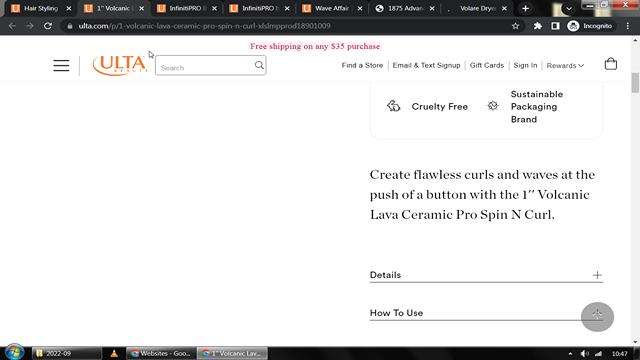 Hair Styling
1" Volcanic L
InfinitiPRO
InfinitiPRO b
Wave Affair
1875 Advan
Volare Dryer
ulta.com/p/1-volcanic-lava-ceramic-pro-spin-n-curl-xlsImpprod18901009
Incognito
Free shipping on any $35 purchase
ULTA
BEAUTY
Search
Find a Store
Email & Text Signup
Gift Cards
Sign In
Rewards
Cruelty Free
Sustainable
Packaging
Brand
Create flawless curls and waves at the
push of a button with the 1″ Volcanic
Lava Ceramic Pro Spin N Curl.
Details
How To Use
2022-09
Websites - Goo...
1" Volcanic Lav...
10:47